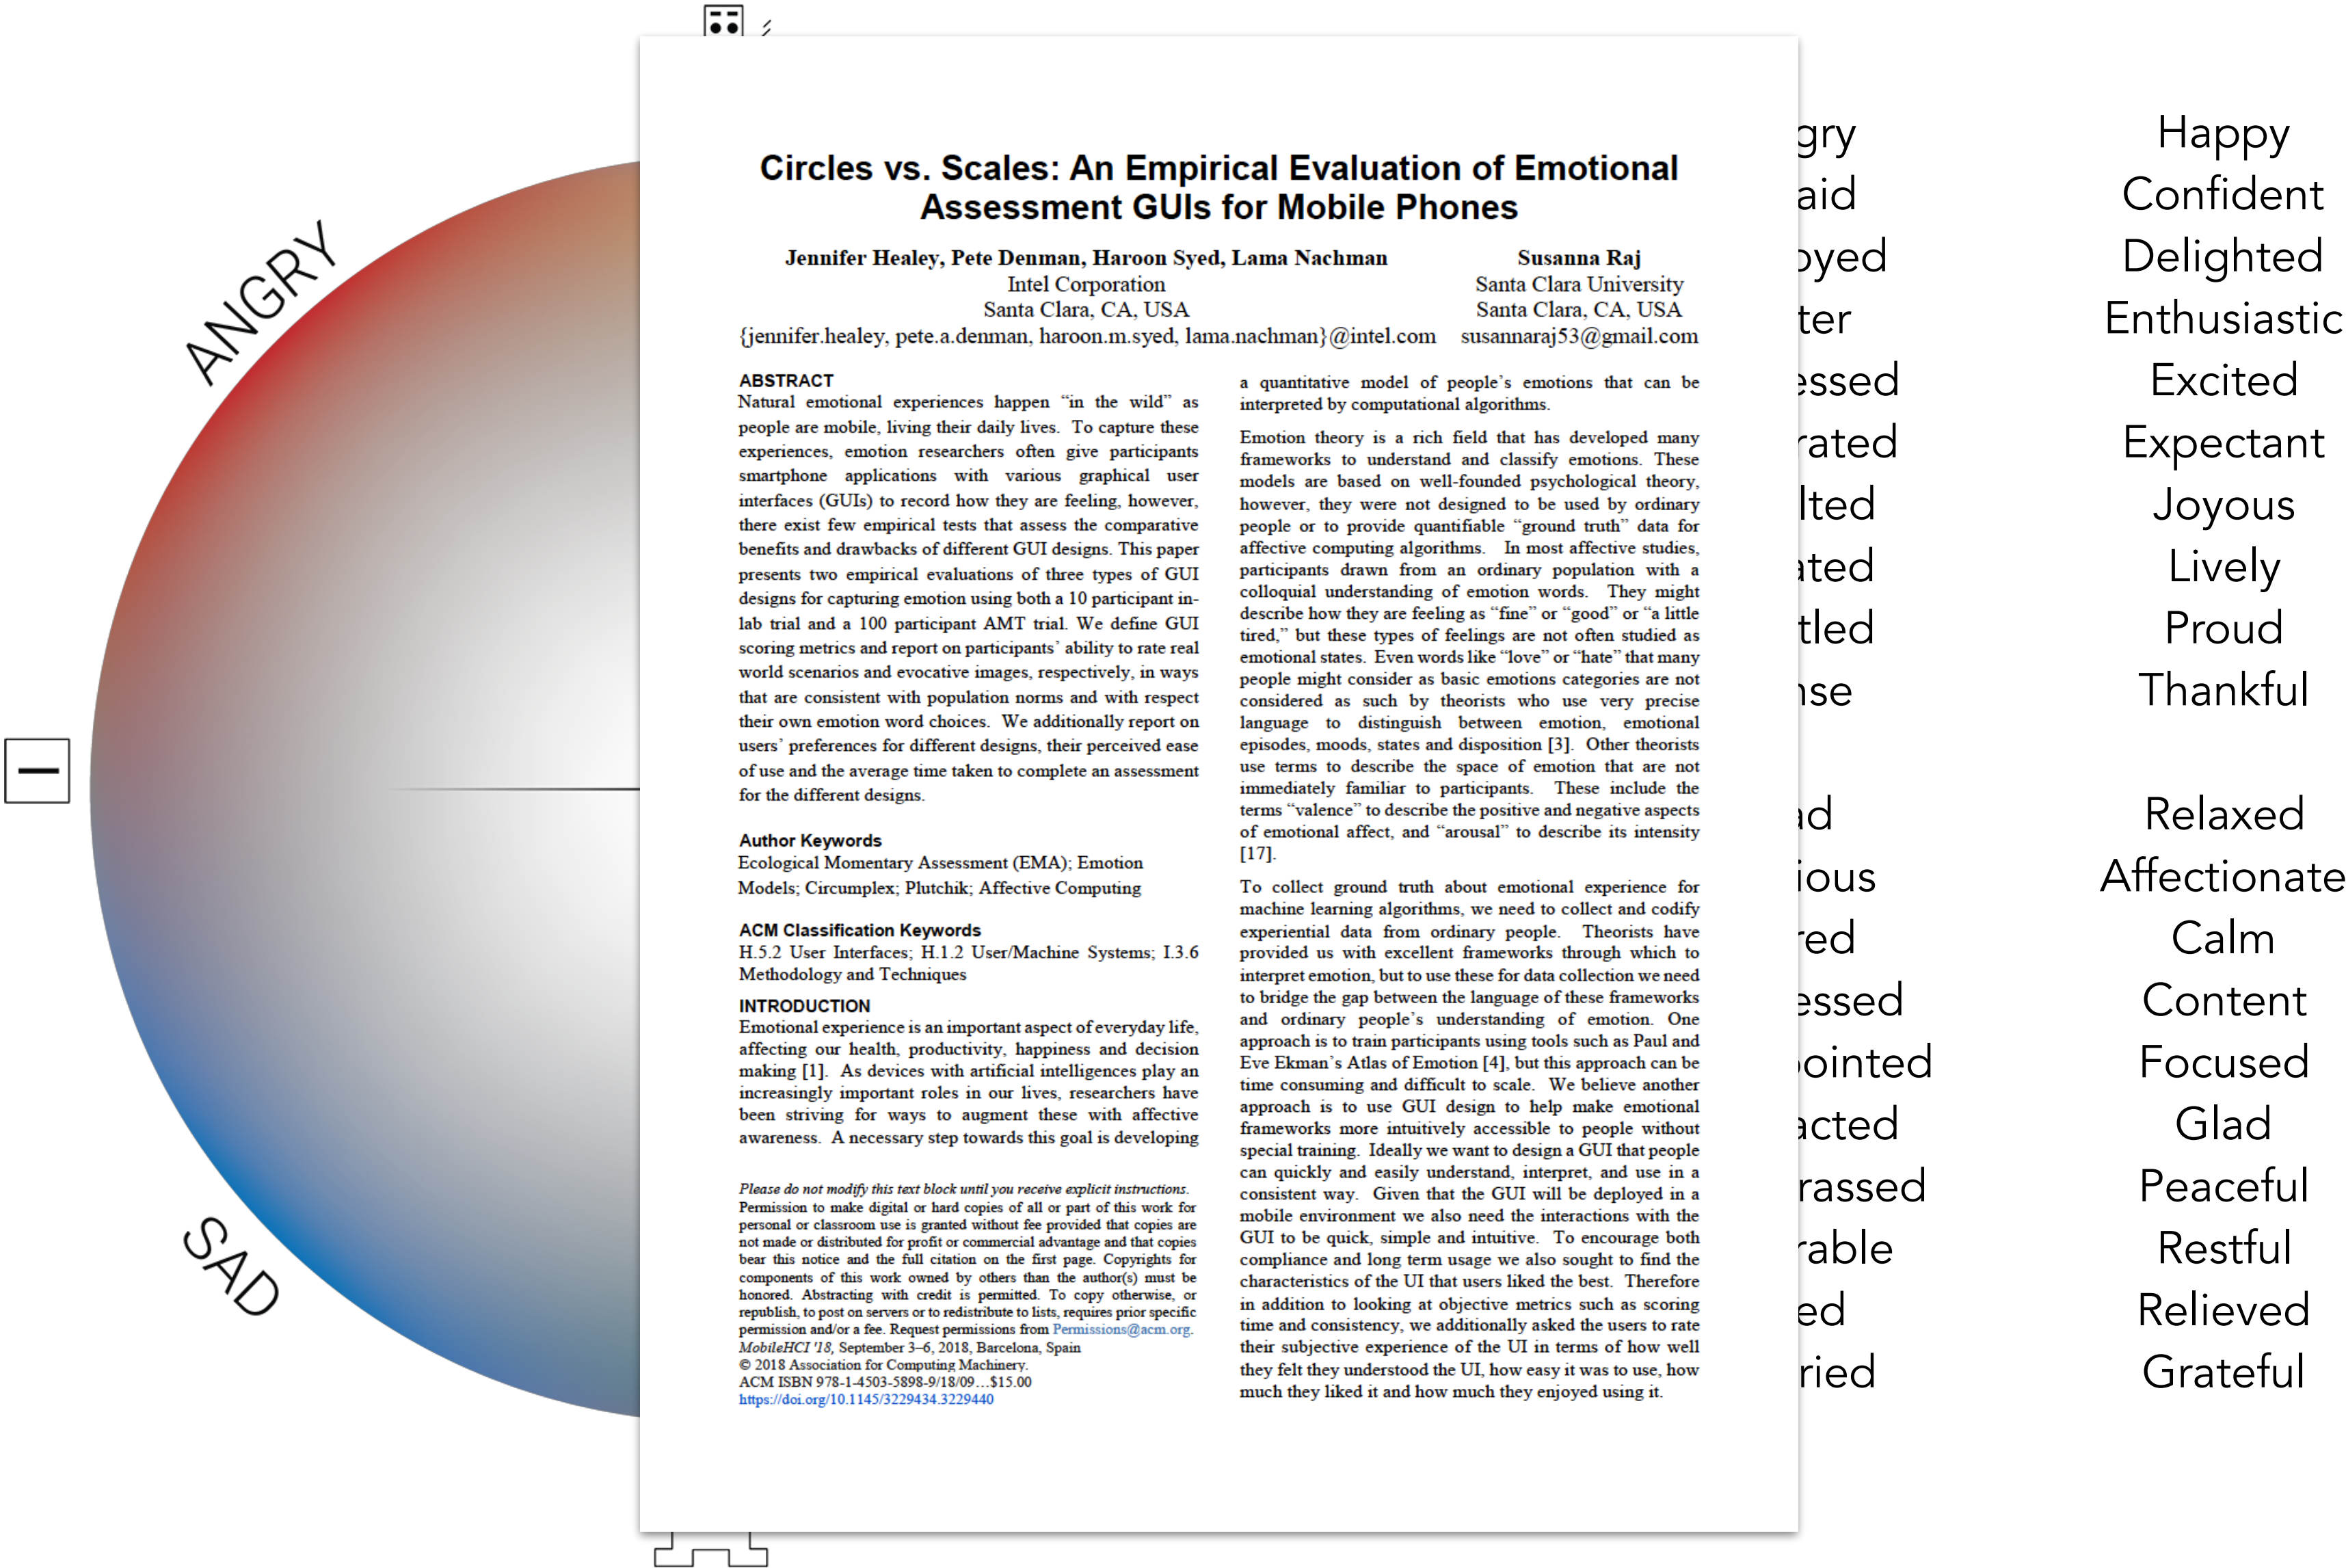 ANGRY
SAD
Circles vs. Scales: An Empirical Evaluation of Emotional
Assessment GUIs for Mobile Phones
Jennifer Healey, Pete Denman, Haroon Syed, Lama Nachman
Intel Corporation
Santa Clara, CA, USA
{jennifer.healey, pete.a.denman, haroon.m.syed, lama.nachman}@intel.com
Susanna Raj
Santa Clara University
Santa Clara, CA, USA
susannaraj53@gmail.com
ABSTRACT
Natural emotional experiences happen “in the wild” as
people are mobile, living their daily lives. To capture these
experiences, emotion researchers often give participants
smartphone applications with various graphical user
interfaces (GUIs) to record how they are feeling, however,
there exist few empirical tests that assess the comparative
benefits and drawbacks of different GUI designs. This paper
presents two empirical evaluations of three types of GUI
designs for capturing emotion using both a 10 participant in-
lab trial and a 100 participant AMT trial. We define GUI
scoring metrics and report on participants’ ability to rate real
world scenarios and evocative images, respectively, in ways
that are consistent with population norms and with respect
their own emotion word choices. We additionally report on
users’ preferences for different designs, their perceived ease
of use and the average time taken to complete an assessment
for the different designs.
Author Keywords
Ecological Momentary Assessment (EMA); Emotion
Models; Circumplex; Plutchik; Affective Computing
ACM Classification Keywords
H.5.2 User Interfaces; H.1.2 User/Machine Systems; I.3.6
Methodology and Techniques
INTRODUCTION
Emotional experience is an important aspect of everyday life,
affecting our health, productivity, happiness and decision
making [1]. As devices with artificial intelligences play an
increasingly important roles in our lives, researchers have
been striving for ways to augment these with affective
awareness. A necessary step towards this goal is developing
Please do not modify this text block until you receive explicit instructions.
Permission to make digital or hard copies of all or part of this work for
personal or classroom use is granted without fee provided that copies are
not made or distributed for profit or commercial advantage and that copies
bear this notice and the full citation on the first page. Copyrights for
components of this work owned by others than the author(s) must be
honored. Abstracting with credit is permitted. To copy otherwise, or
republish, to post on servers or to redistribute to lists, requires prior specific
permission and/or a fee. Request permissions from Permissions@acm.org.
MobileHCI '18, September 3–6, 2018, Barcelona, Spain
© 2018 Association for Computing Machinery.
ACM ISBN 978-1-4503-5898-9/18/09…$15.00
https://doi.org/10.1145/3229434.3229440
a quantitative model of people’s emotions that can be
interpreted by computational algorithms.
Emotion theory is a rich field that has developed many
frameworks to understand and classify emotions. These
models are based on well-founded psychological theory,
however, they were not designed to be used by ordinary
people or to provide quantifiable “ground truth” data for
affective computing algorithms. In most affective studies,
participants drawn from an ordinary population with a
colloquial understanding of emotion words. They might
describe how they are feeling as “fine” or “good” or “a little
tired,” but these types of feelings are not often studied as
emotional states. Even words like “love” or “hate” that many
people might consider as basic emotions categories are not
considered as such by theorists who use very precise
language to distinguish between emotion, emotional
episodes, moods, states and disposition [3]. Other theorists
use terms to describe the space of emotion that are not
immediately familiar to participants. These include the
terms “valence” to describe the positive and negative aspects
of emotional affect, and “arousal” to describe its intensity
[17].
To collect ground truth about emotional experience for
machine learning algorithms, we need to collect and codify
experiential data from ordinary people. Theorists have
provided us with excellent frameworks through which to
interpret emotion, but to use these for data collection we need
to bridge the gap between the language of these frameworks
and ordinary people’s understanding of emotion. One
approach is to train participants using tools such as Paul and
Eve Ekman’s Atlas of Emotion [4], but this approach can be
time consuming and difficult to scale. We believe another
approach is to use GUI design to help make emotional
frameworks more intuitively accessible to people without
special training. Ideally we want to design a GUI that people
can quickly and easily understand, interpret, and use in a
consistent way. Given that the GUI will be deployed in a
mobile environment we also need the interactions with the
GUI to be quick, simple and intuitive. To encourage both
compliance and long term usage we also sought to find the
characteristics of the UI that users liked the best. Therefore
in addition to looking at objective metrics such as scoring
time and consistency, we additionally asked the users to rate
their subjective experience of the UI in terms of how well
they felt they understood the UI, how easy it was to use, how
much they liked it and how much they enjoyed using it.
Happy
Confident
Delighted
Enthusiastic
Excited
Expectant
Joyous
Lively
Proud
Thankful
Relaxed
Affectionate
Calm
Content
Focused
Glad
Peaceful
Restful
Relieved
Grateful